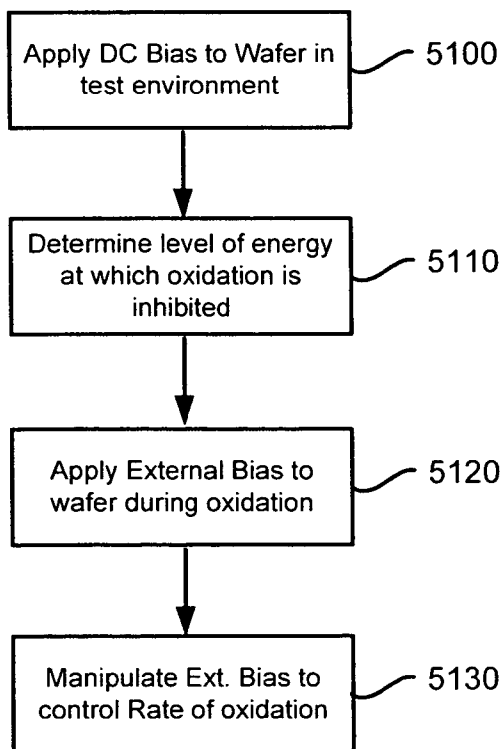 Apply DC Bias to Wafer in
test environment
5100
Determine level of energy
at which oxidation is
inhibited
5110
Apply External Bias to
wafer during oxidation
5120
Manipulate Ext. Bias to
control Rate of oxidation
5130